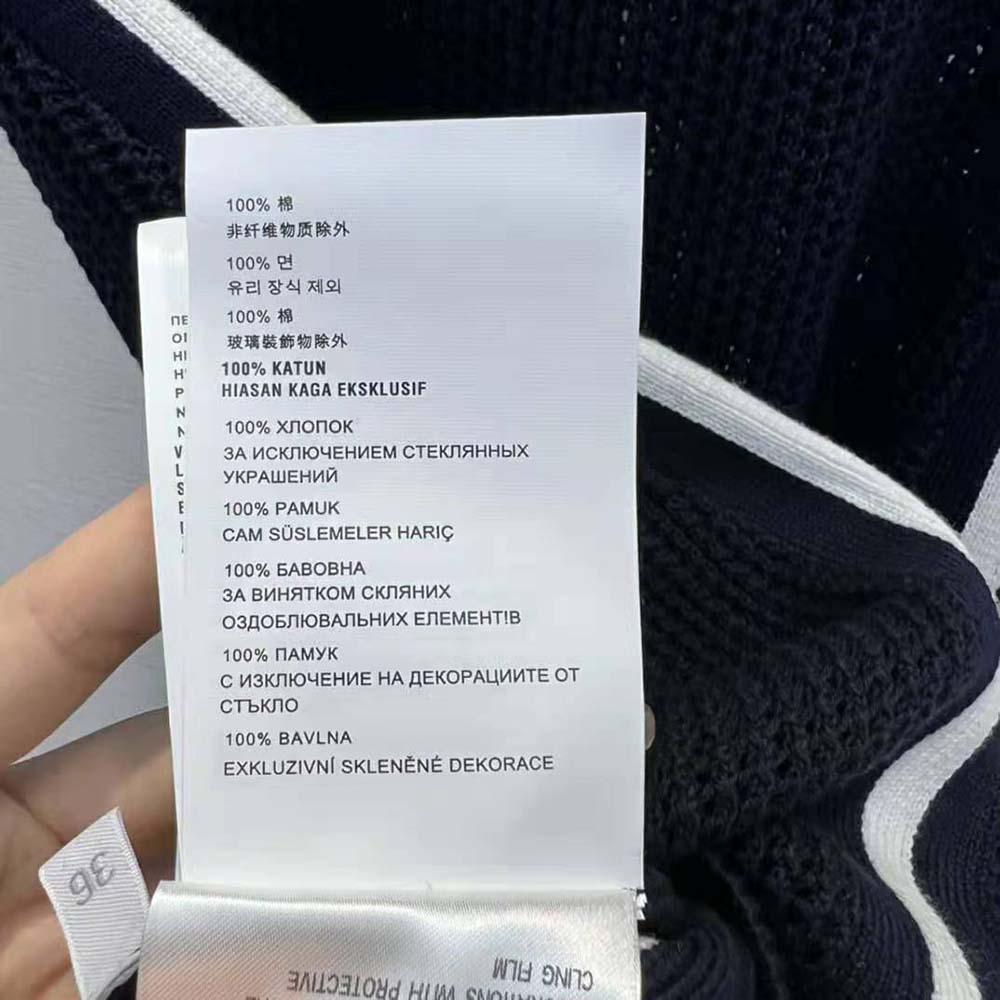 100% 棉
非纤维物质除外
100% 면
유리 장식 제외
100% 棉
玻璃裝飾物除外
100% KATUN
HIASAN KAGA EKSKLUSIF
100% ХЛОПОК
ЗА ИСКЛЮЧЕНИЕМ СТЕКЛЯННЫХ
УКРАШЕНИЙ
100% PAMUK
CAM SÜSLEMELER HARIÇ
100% БАВОВНА
ЗА ВИНЯТКОМ СКЛЯНИХ
ОЗДОБЛЮВАЛЬНИХ ЕЛЕМЕНТ!В
100% ПАМУК
С ИЗКЛЮЧЕНИЕ НА ДЕКОРАЦИИТЕ ОТ
СТЪКЛО
100% BAVLNA
EXKLUZIVNÍ SKLENĚNÉ DEKORACE
36
WITH PROTECTIVE
CLING FILM